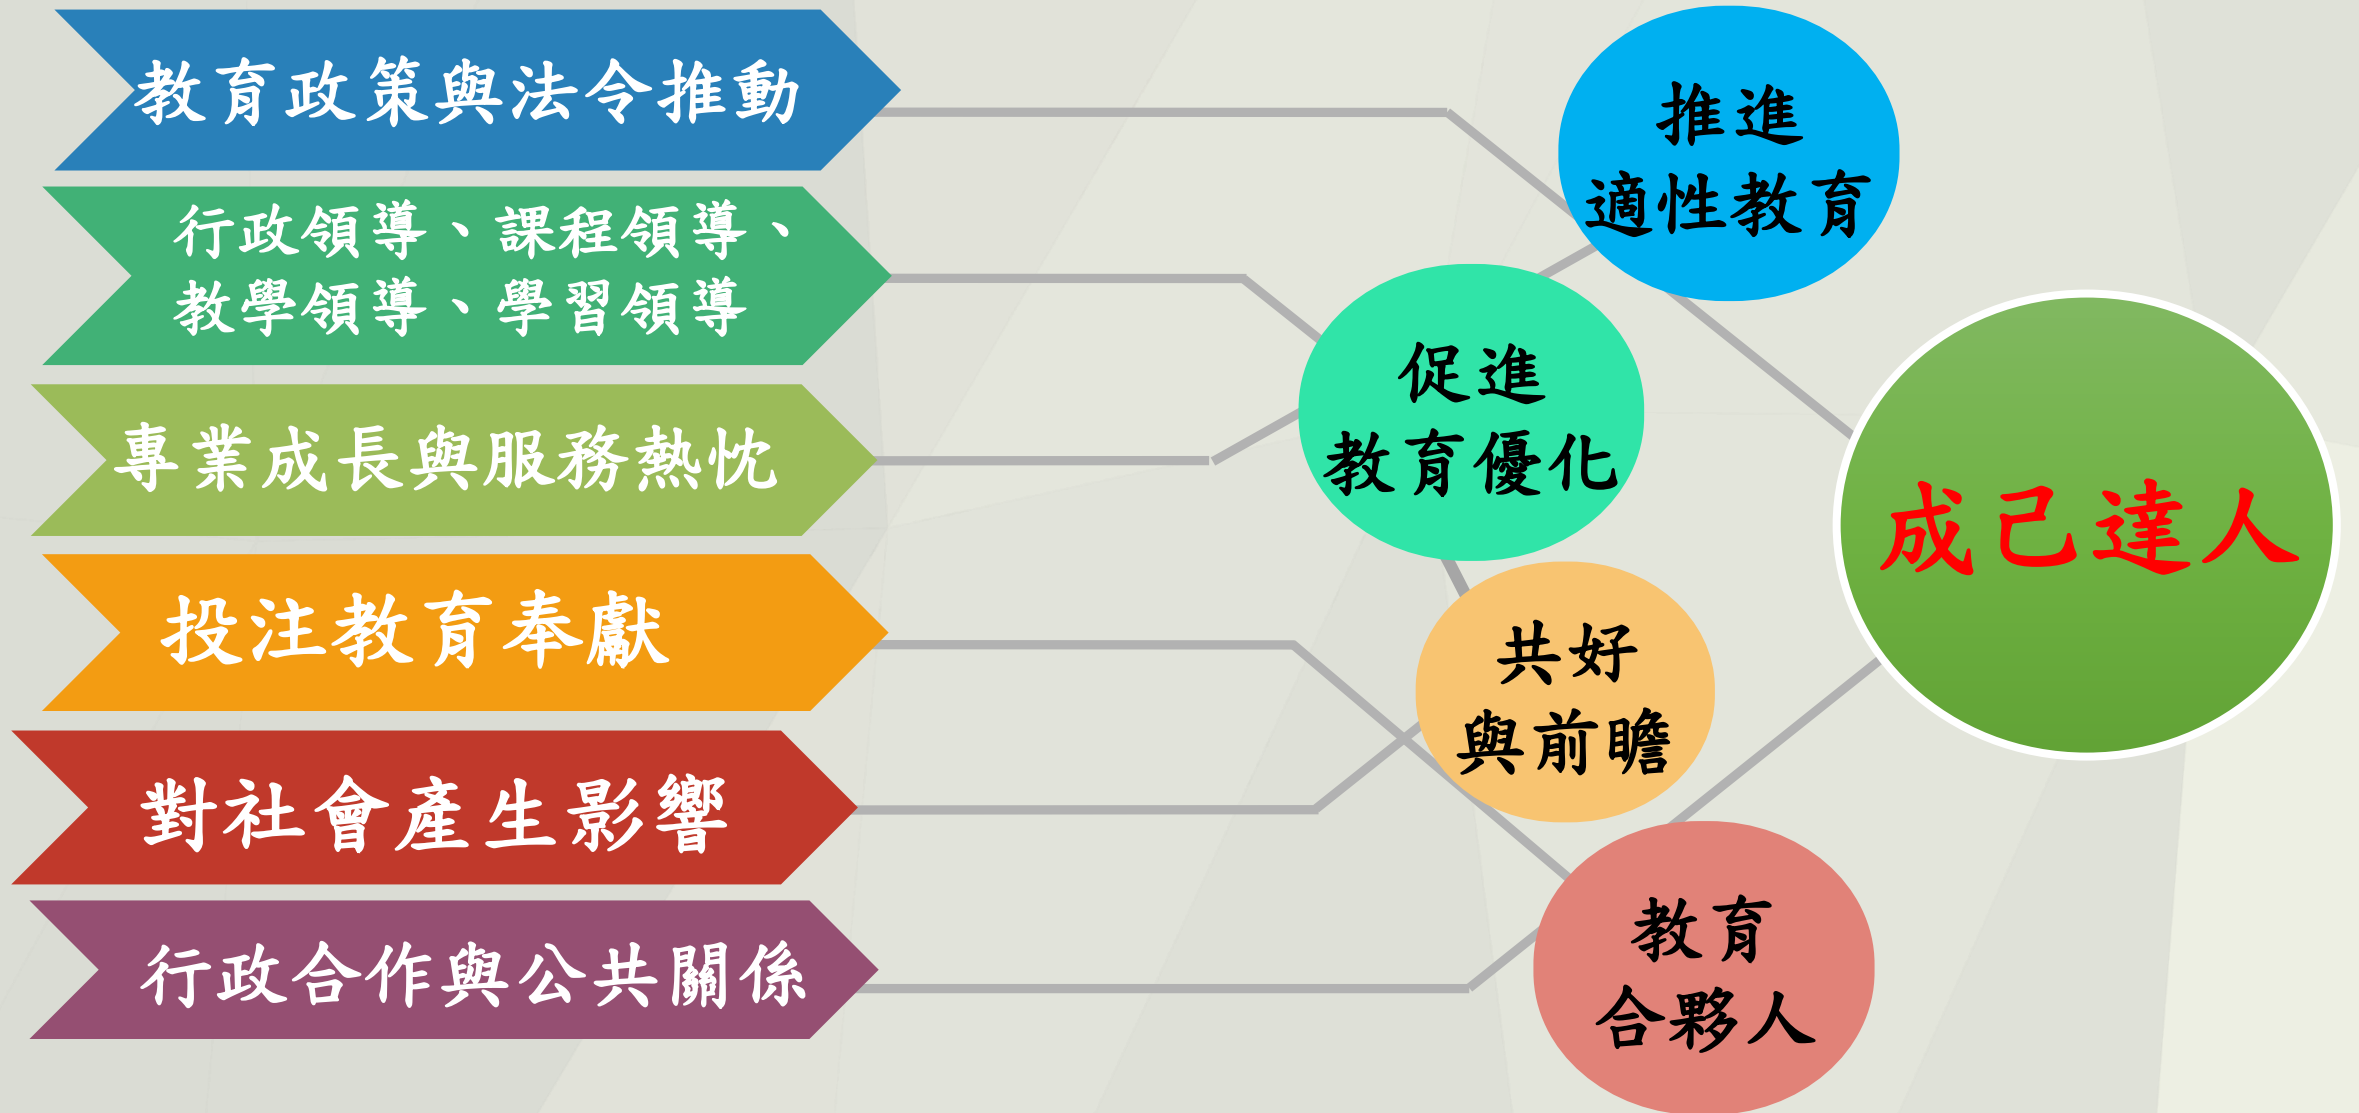 教育政策與法令推動
行政領導、課程領導、
教學領導、學習領導
專業成長與服務熱忱
投注教育奉獻
對社會產生影響
行政合作與公共關係
推進
適性教育
促進
教育優化
共好
與前瞻
教育
合夥人
成己達人